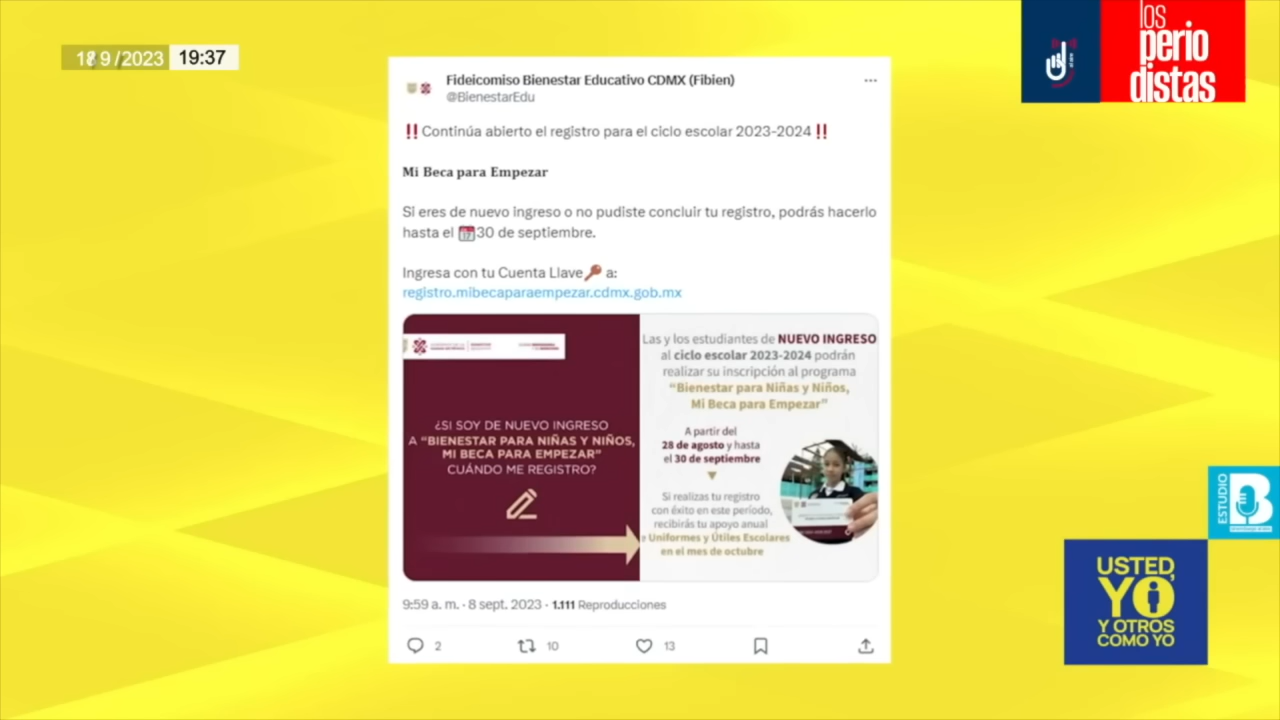 19:37
los
perio
distas
Fideicomiso Bienestar Educativo CDMX (Fibien)
@BienestarEdu
‼Continúa abierto el registro para el ciclo escolar 2023-2024‼
Mi Beca para Empezar
Si eres de nuevo ingreso o no pudiste concluir tu registro, podrás hacerlo
hasta el 30 de septiembre.
Ingresa con tu Cuenta Llave a:
registro.mibecaparaempezar.cdmx.gob.mx
¿SI SOY DE NUEVO INGRESO
A “BIENESTAR PARA NIÑAS Y NIÑOS,
MI BECA PARA EMPEZAR”
CUÁNDO ME REGISTRO?
Las y los estudiantes de NUEVO INGRESO
al ciclo escolar 2023-2024 podrán
realizar su inscripción al programa
“Bienestar para Niñas y Niños,
Mi Beca para Empezar”
A partir del
28 de agosto y hasta
el 30 de septiembre
Si realizas tu registro
con éxito en este período,
recibirás tu apoyo anual
e Uniformes y Útiles Escolares
en el mes de octubre
9:59 a. m. · 8 sept. 2023 · 1.111 Reproducciones
2 10 13
ESTUDIO
B
USTED,
YO
Y OTROS
COMO YO